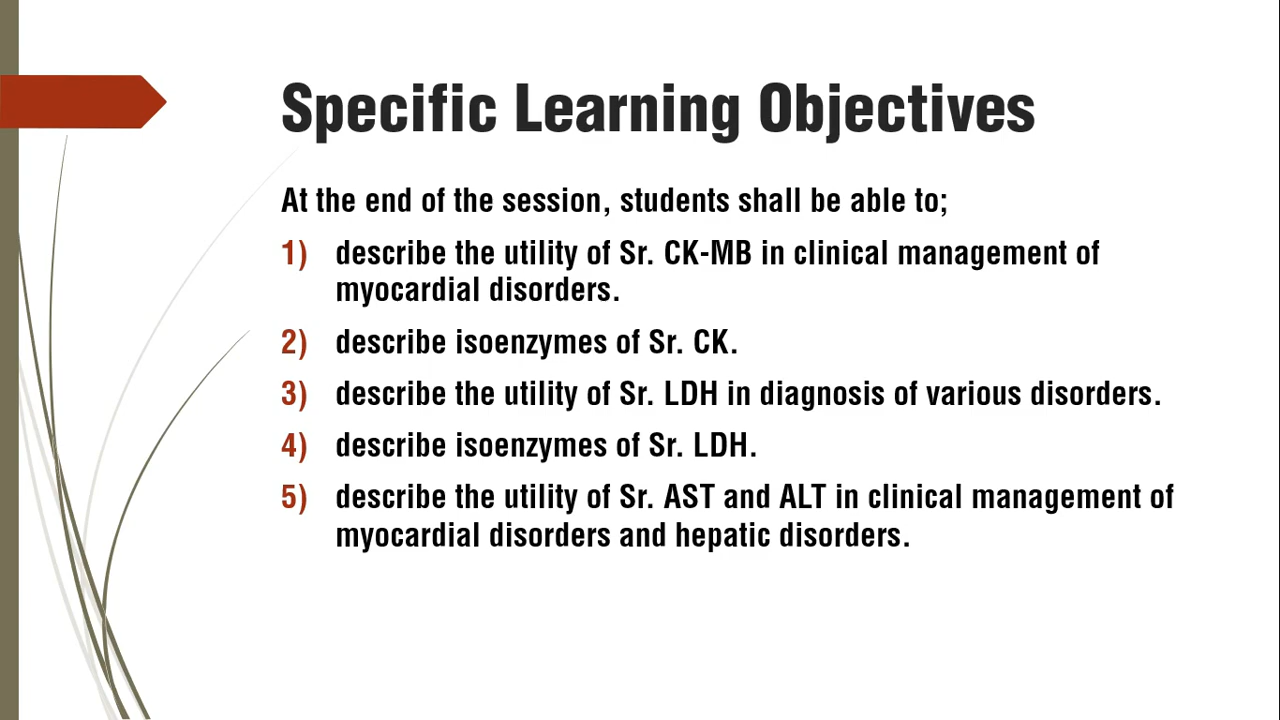 Specific Learning Objectives
At the end of the session, students shall be able to;
1) describe the utility of Sr. CK-MB in clinical management of
myocardial disorders.
2) describe isoenzymes of Sr. CK.
3) describe the utility of Sr. LDH in diagnosis of various disorders.
4) describe isoenzymes of Sr. LDH.
5) describe the utility of Sr. AST and ALT in clinical management of
myocardial disorders and hepatic disorders.